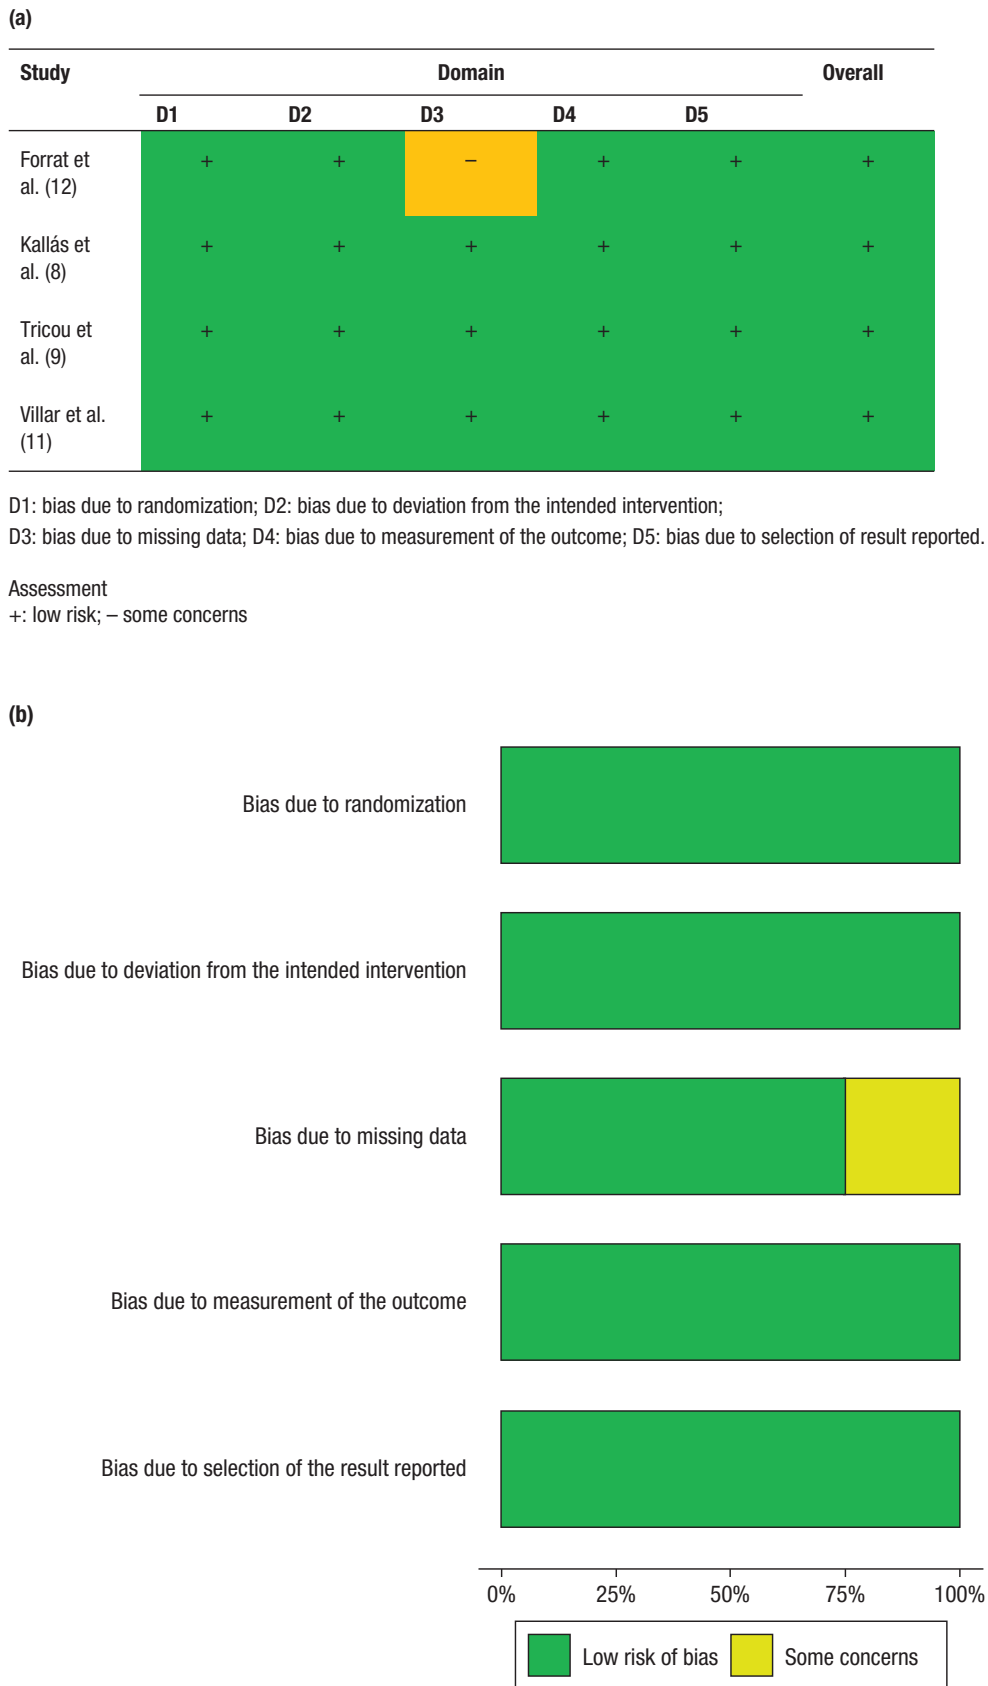 (a)
Study Domain Overall
D1 D2 D3 D4 D5
Forrat et + + – + + +
al. (12)
Kallás et + + + + + +
al. (8)
Tricou et + + + + + +
al. (9)
Villar et al. + + + + + +
(11)
D1: bias due to randomization; D2: bias due to deviation from the intended intervention;
D3: bias due to missing data; D4: bias due to measurement of the outcome; D5: bias due to selection of result reported.
Assessment
+: low risk; – some concerns
(b)
Bias due to randomization
Bias due to deviation from the intended intervention
Bias due to missing data
Bias due to measurement of the outcome
Bias due to selection of the result reported
0% 25% 50% 75% 100%
Low risk of bias Some concerns